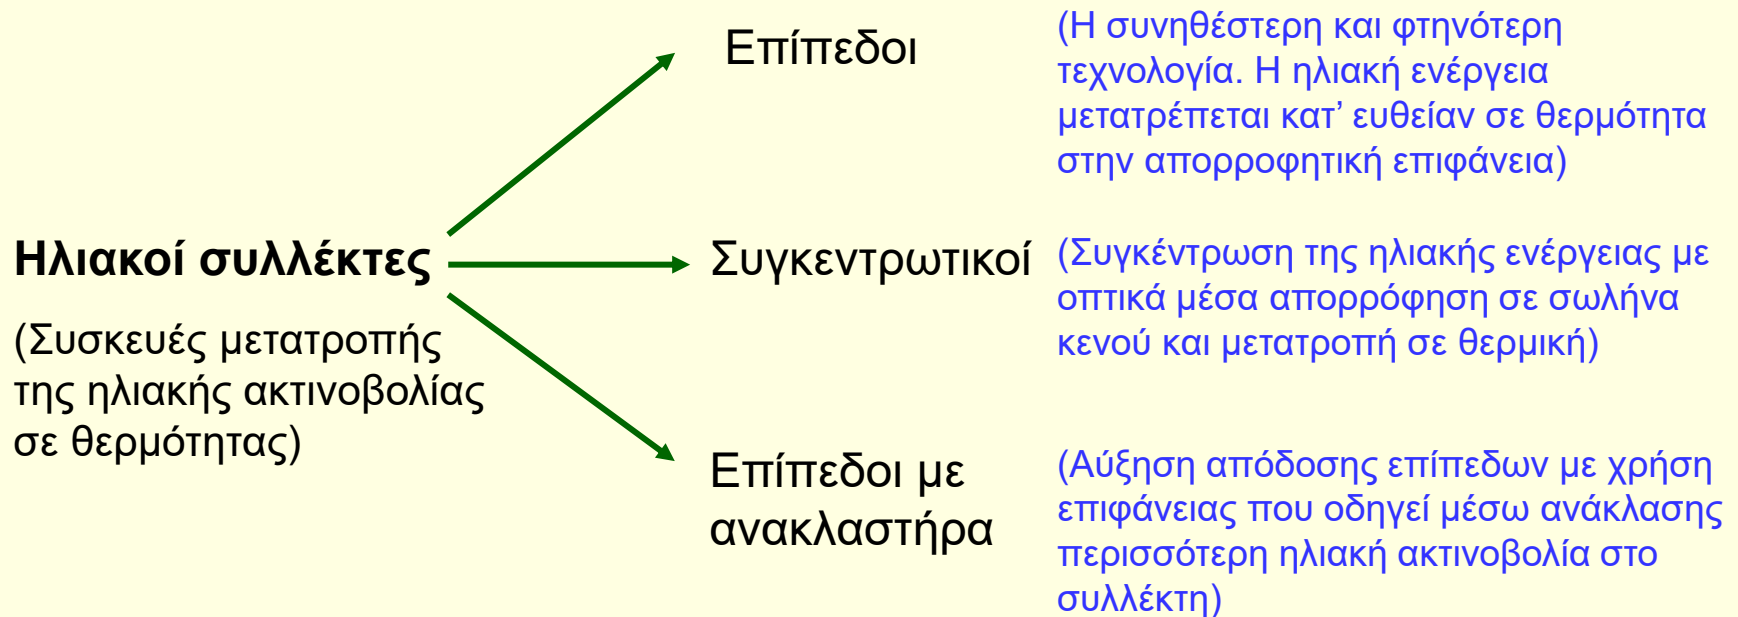 Ηλιακοί συλλέκτες
(Συσκευές μετατροπής
της ηλιακής ακτινοβολίας
σε θερμότητας)
Επίπεδοι
(Η συνηθέστερη και φτηνότερη
τεχνολογία. Η ηλιακή ενέργεια
μετατρέπεται κατ’ ευθείαν σε θερμότητα
στην απορροφητική επιφάνεια)
Συγκεντρωτικοί
(Συγκέντρωση της ηλιακής ενέργειας με
οπτικά μέσα απορρόφηση σε σωλήνα
κενού και μετατροπή σε θερμική)
Επίπεδοι με
ανακλαστήρα
(Αύξηση απόδοσης επίπεδων με χρήση
επιφάνειας που οδηγεί μέσω ανάκλασης
περισσότερη ηλιακή ακτινοβολία στο
συλλέκτη)